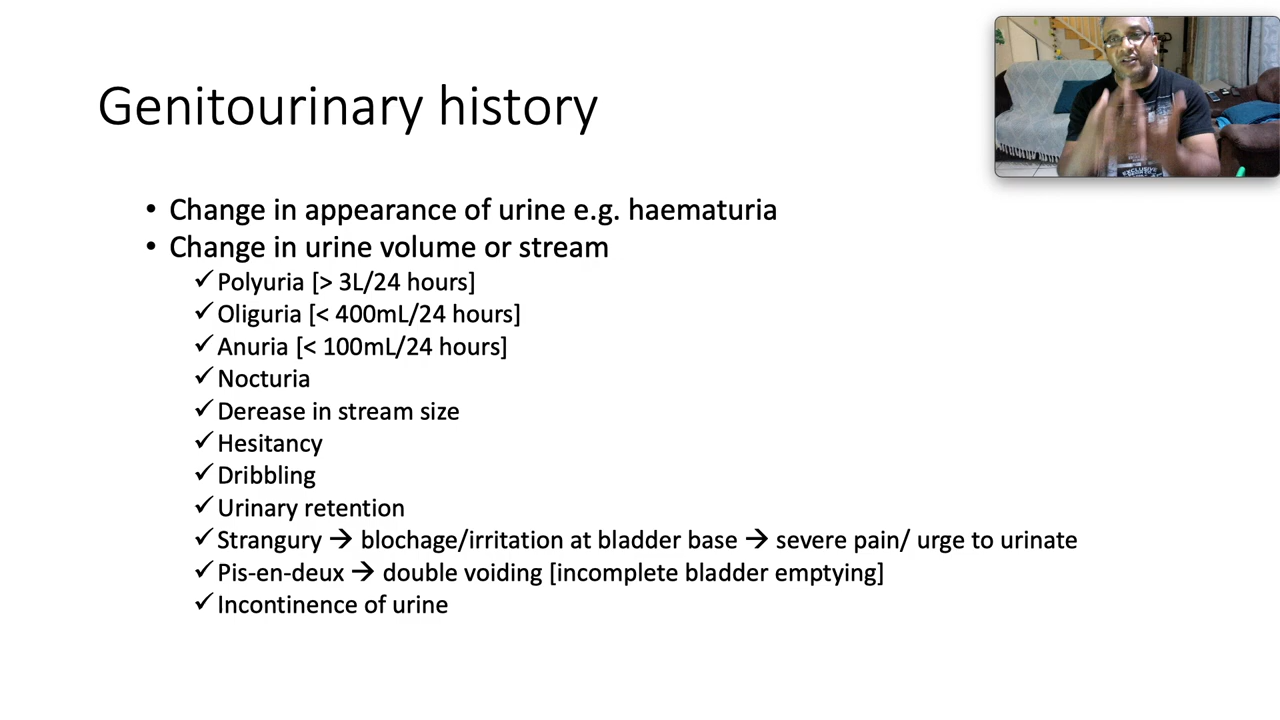 Genitourinary history
• Change in appearance of urine e.g. haematuria
• Change in urine volume or stream
✓ Polyuria [> 3L/24 hours]
✓ Oliguria [< 400mL/24 hours]
✓ Anuria [< 100mL/24 hours]
✓ Nocturia
✓ Derease in stream size
✓ Hesitancy
✓ Dribbling
✓ Urinary retention
✓ Strangury → blochage/irritation at bladder base → severe pain/ urge to urinate
✓ Pis-en-deux → double voiding [incomplete bladder emptying]
✓ Incontinence of urine